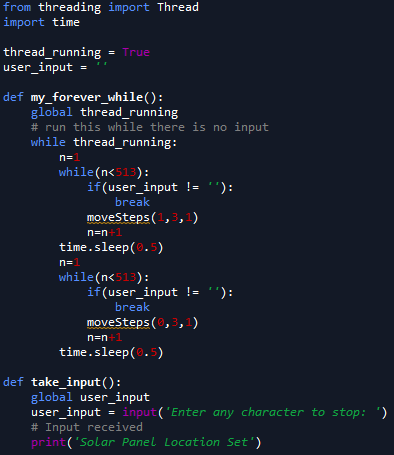 from threading import Thread
import time
thread_running = True
user_input = ''
def my_forever_while():
    global thread_running
    # run this while there is no input
    while thread_running:
        n=1
        while(n<513):
            if(user_input != ''):
                break
            moveSteps(1,3,1)
            n=n+1
        time.sleep(0.5)
        n=1
        while(n<513):
            if(user_input != ''):
                break
            moveSteps(0,3,1)
            n=n+1
        time.sleep(0.5)
def take_input():
    global user_input
    user_input = input('Enter any character to stop: ')
    # Input received
    print('Solar Panel Location Set')